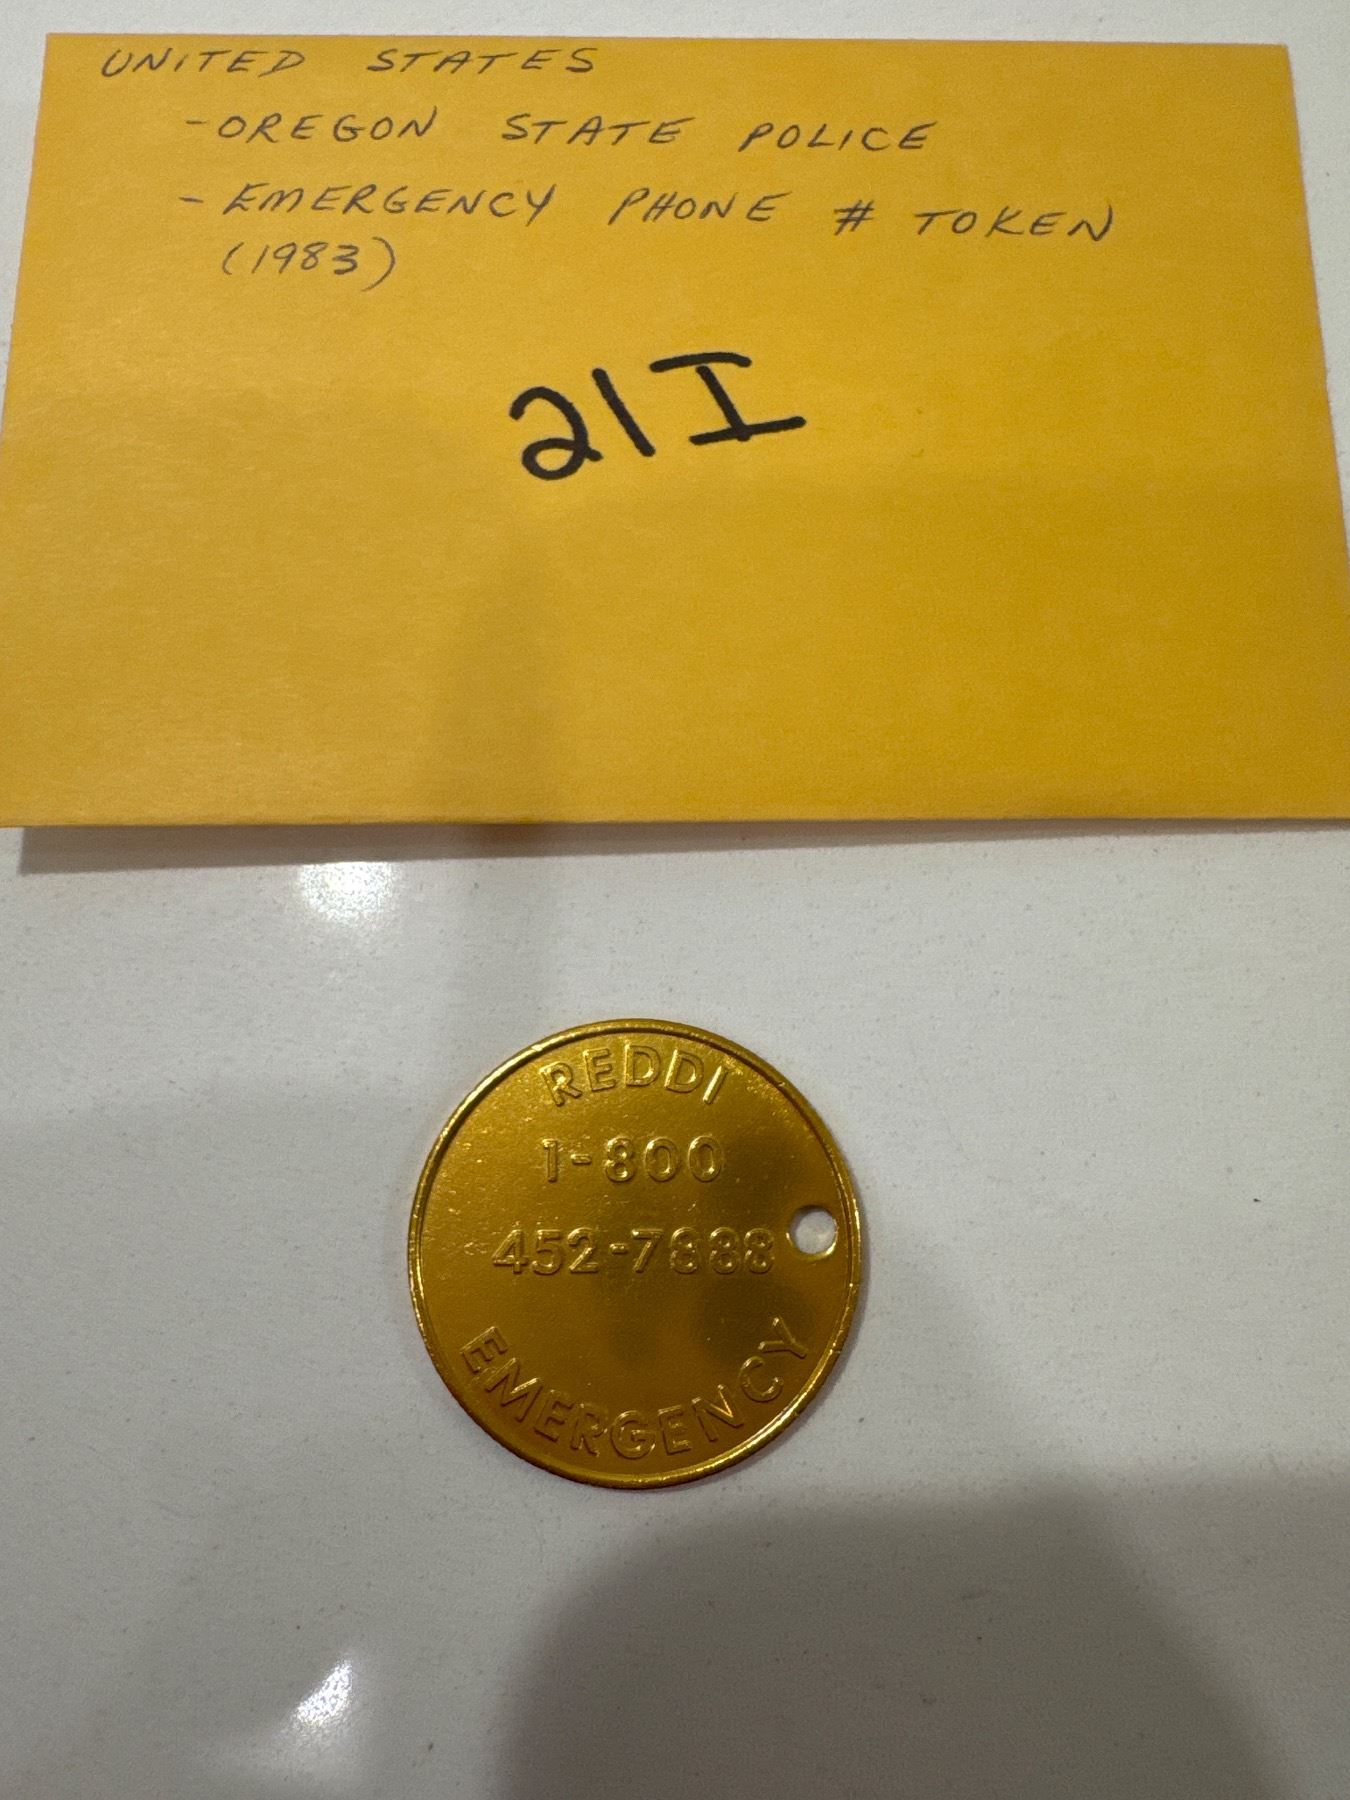 UNITED STATES
- OREGON STATE POLICE
- EMERGENCY PHONE # TOKEN
(1983)
21I
REDDI
1-800
452-7888
EMERGENCY